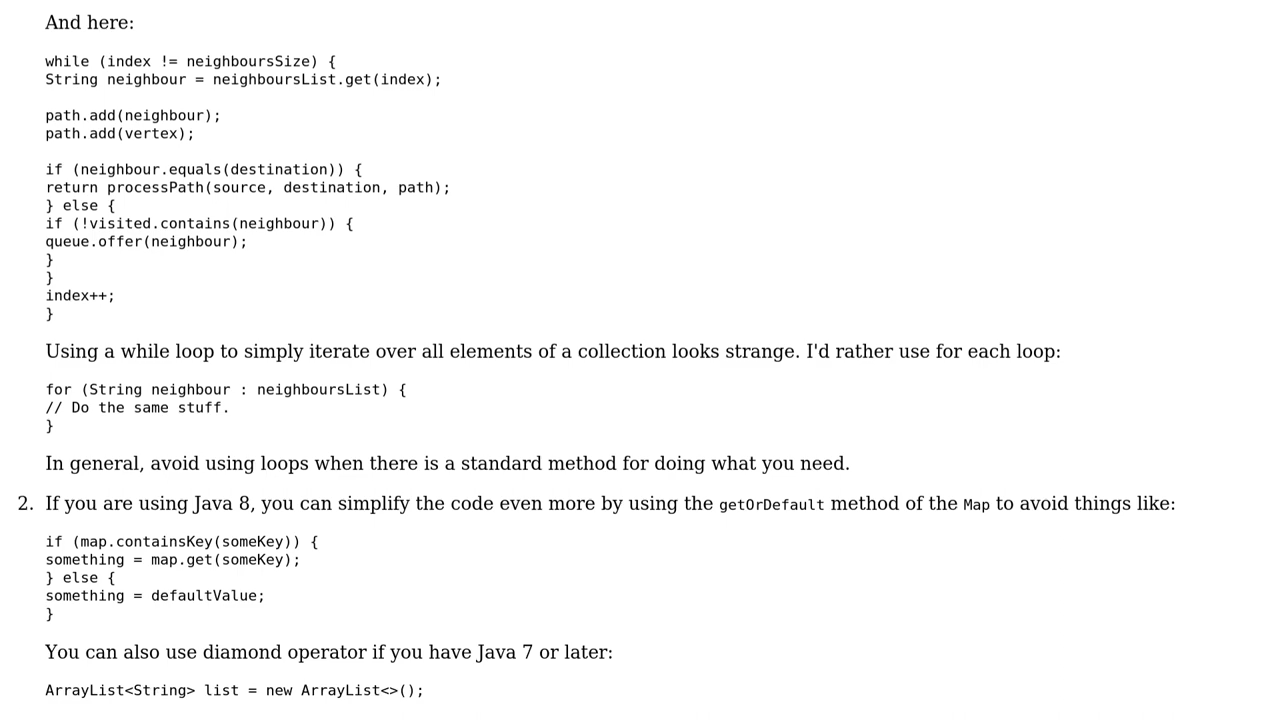 And here:
while (index != neighboursSize) {
String neighbour = neighboursList.get(index);
path.add(neighbour);
path.add(vertex);
if (neighbour.equals(destination)) {
return processPath(source, destination, path);
} else {
if (!visited.contains(neighbour)) {
queue.offer(neighbour);
}
}
index++;
}
Using a while loop to simply iterate over all elements of a collection looks strange. I'd rather use for each loop:
for (String neighbour : neighboursList) {
// Do the same stuff.
}
In general, avoid using loops when there is a standard method for doing what you need.
2. If you are using Java 8, you can simplify the code even more by using the getOrDefault method of the Map to avoid things like:
if (map.containsKey(someKey)) {
something = map.get(someKey);
} else {
something = defaultValue;
}
You can also use diamond operator if you have Java 7 or later:
ArrayList<String> list = new ArrayList<>();